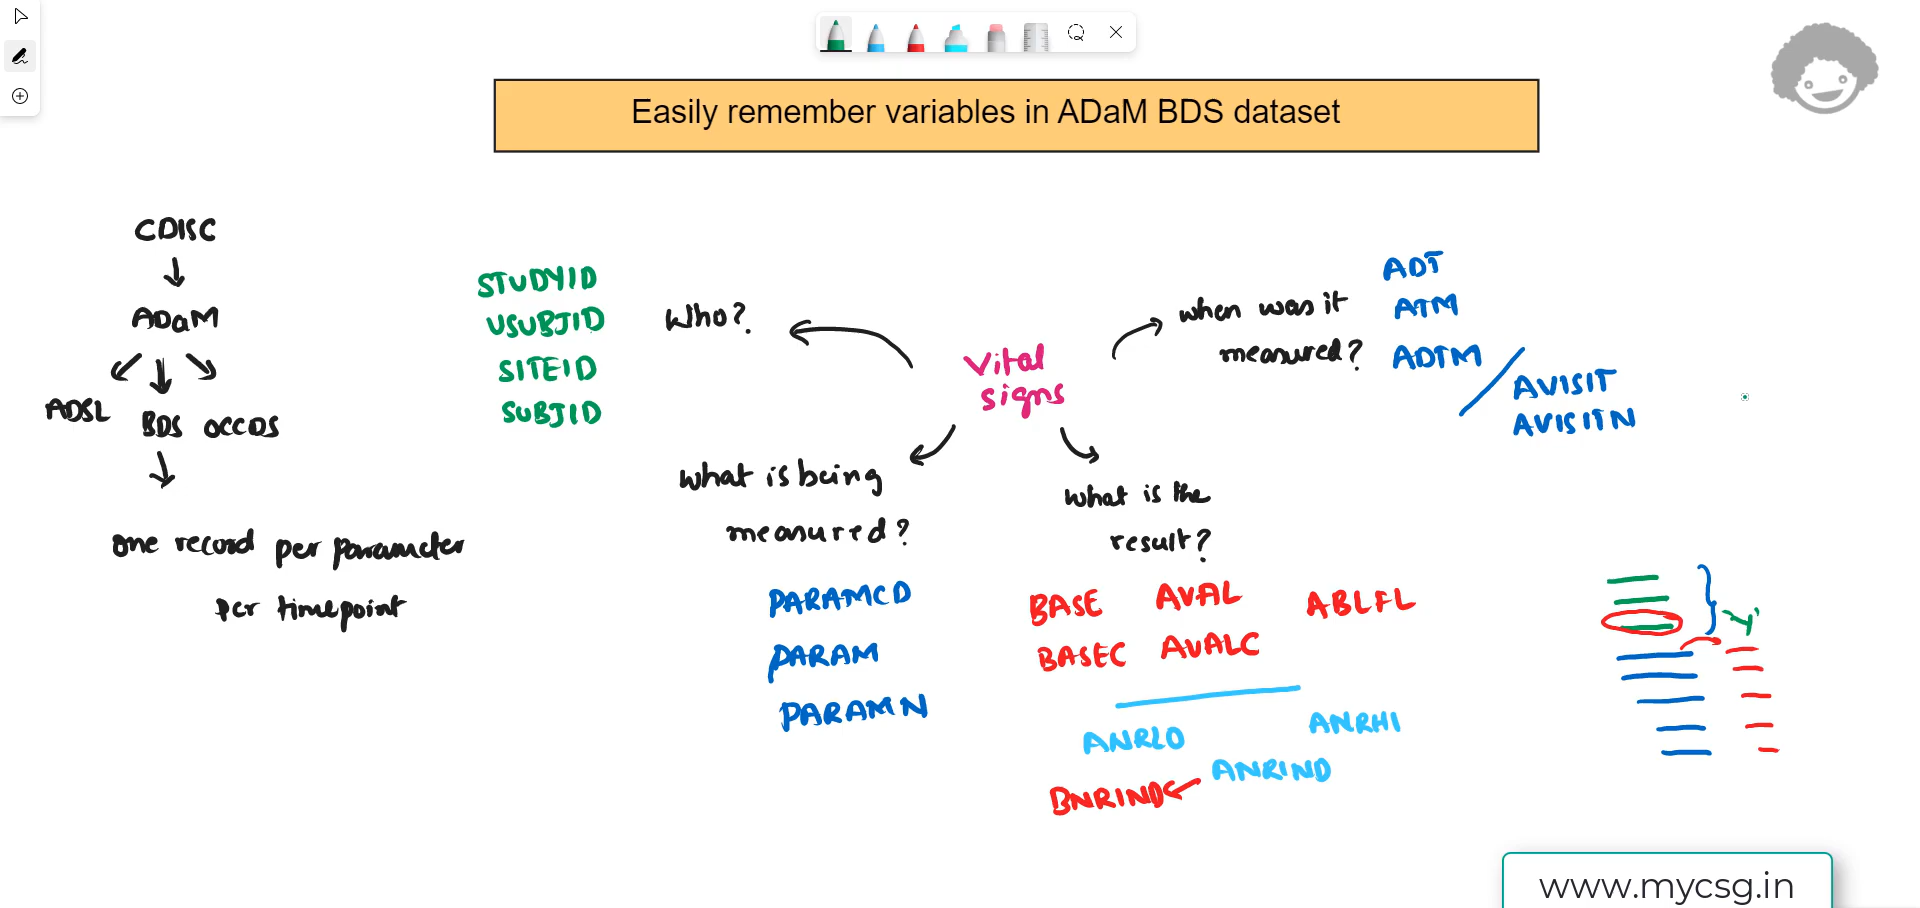 Easily remember variables in ADaM BDS dataset
CDISC
ADaM
ADSL BDS OCCDS
one record per parameter
per timepoint
STUDYID
USUBJID
SITEID
SUBJID
Who?
Vital
signs
when was it
measured?
ADT
ATM
ADTM
AVISIT
AVISITN
What is being
measured?
PARAMCD
PARAM
PARAMN
What is the
result?
BASE AVAL ABLFL
BASEC AVALC
ANRLO ANRHI
ANRIND
BNRIND
'Y'
www.mycsg.in